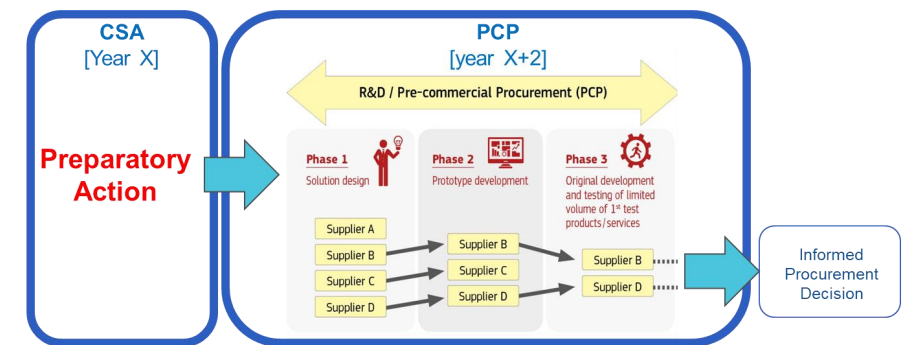 CSA
[Year X]
Preparatory
Action
PCP
[year X+2]
R&D / Pre-commercial Procurement (PCP)
Phase 1
Solution design
Supplier A
Supplier B
Supplier C
Supplier D
Phase 2
Prototype development
Supplier B
Supplier C
Supplier D
Phase 3
Original development
and testing of limited
volume of 1st test
products/services
Supplier B
Supplier D
Informed
Procurement
Decision